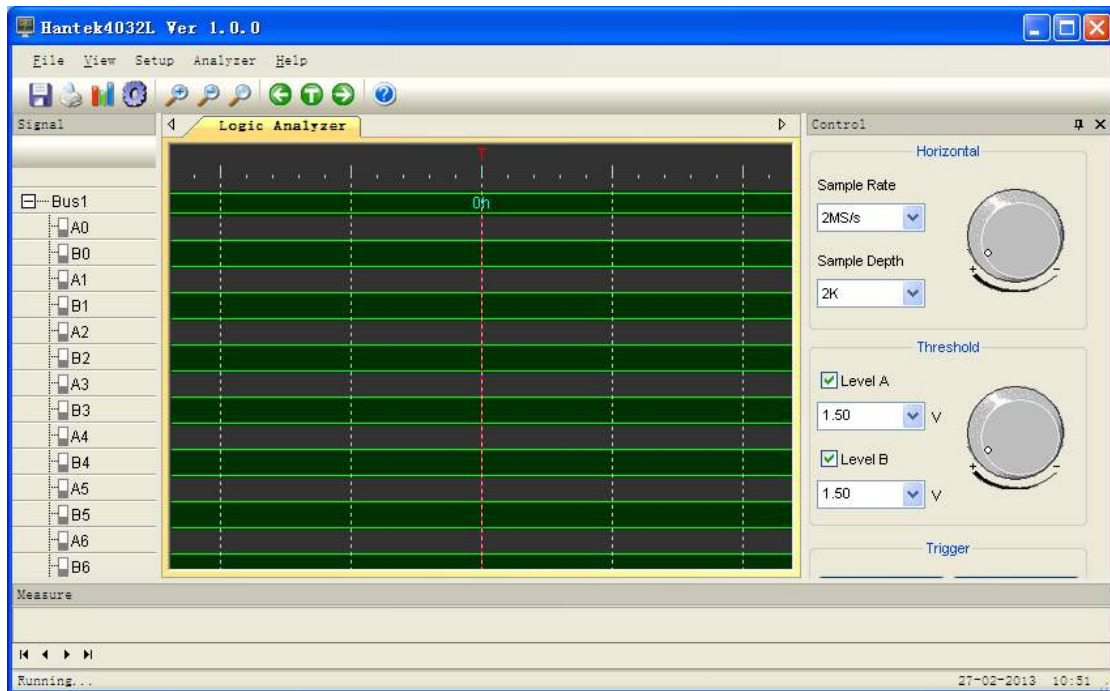 Hantek4032L Ver 1.0.0
File View Setup Analyzer Help
T
Signal
Logic Analyzer
Control
T
Bus1
0h
A0
B0
A1
B1
A2
B2
A3
B3
A4
B4
A5
B5
A6
B6
Horizontal
Sample Rate
2MS/s
Sample Depth
2K
Threshold
Level A
1.50 V
Level B
1.50 V
Trigger
Measure
Running...
27-02-2013 10:51